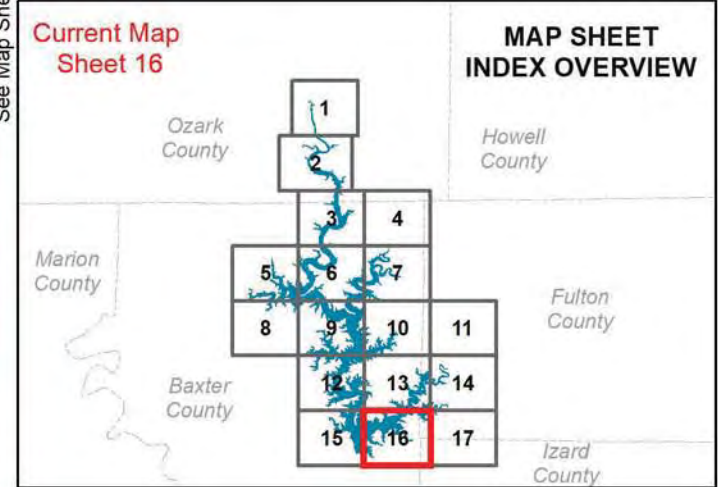 See Map She
Current Map
Sheet 16
MAP SHEET
INDEX OVERVIEW
Ozark
County
Howell
County
Marion
County
Fulton
County
Baxter
County
Izard
County
1
2
3 4
5 6 7
8 9 10 11
12 13 14
15 16 17